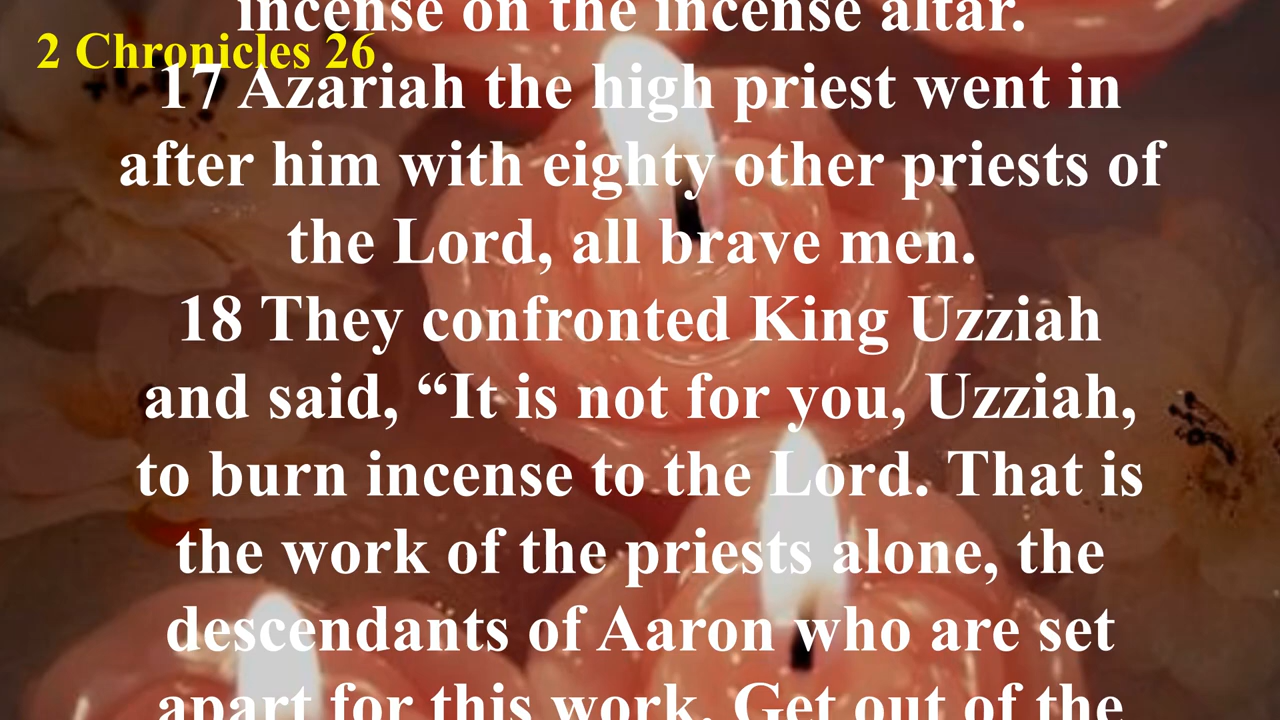 incense on the incense altar.
2 Chronicles 26
17 Azariah the high priest went in
after him with eighty other priests of
the Lord, all brave men.
18 They confronted King Uzziah
and said, “It is not for you, Uzziah,
to burn incense to the Lord. That is
the work of the priests alone, the
descendants of Aaron who are set
apart for this work. Get out of the